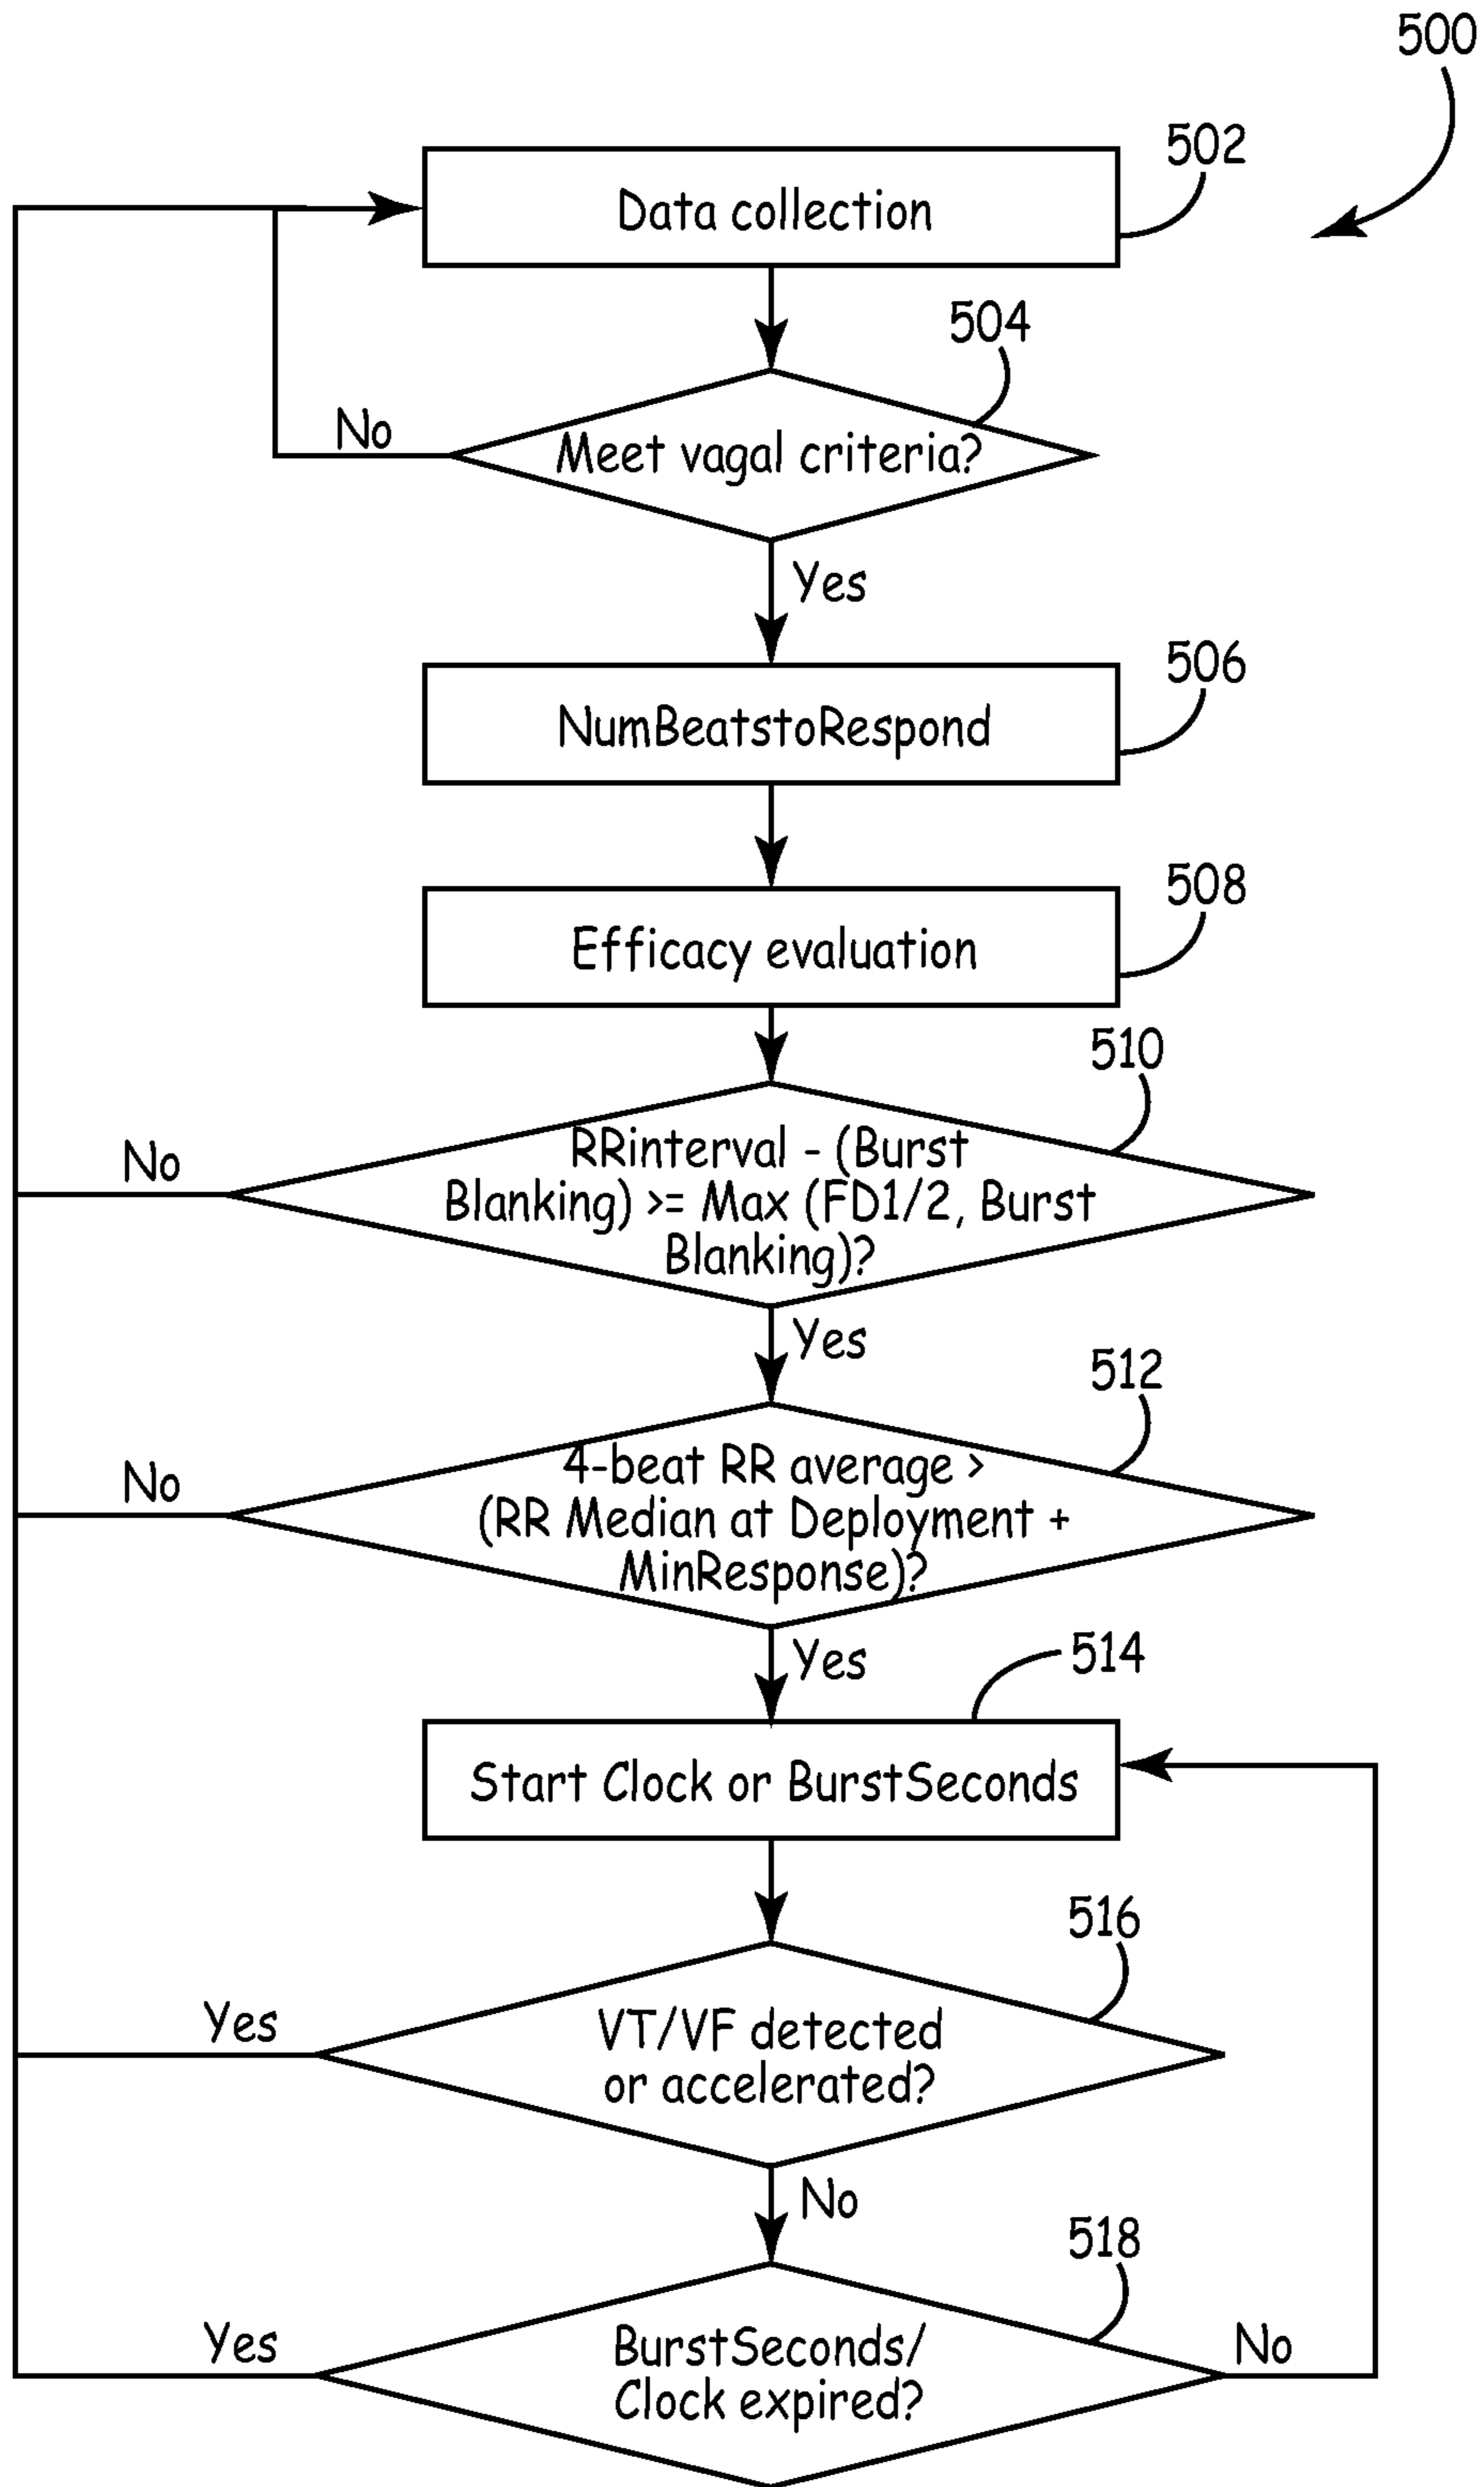 500
502
Data collection
504
No
Meet vagal criteria?
Yes
506
NumBeatstoRespond
508
Efficacy evaluation
510
No
RRinterval - (Burst
Blanking) >= Max (FD1/2, Burst
Blanking)?
Yes
512
No
4-beat RR average >
(RR Median at Deployment +
MinResponse)?
Yes
514
Start Clock or BurstSeconds
516
Yes
VT/VF detected
or accelerated?
No
518
Yes
BurstSeconds/
Clock expired?
No